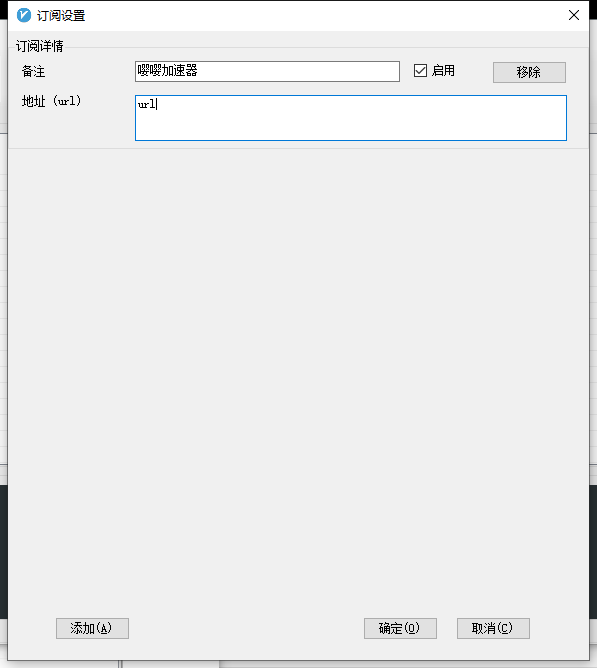 订阅设置
订阅详情
备注 嘤嘤加速器 启用 移除
地址（url） url
添加(A) 确定(O) 取消(C)